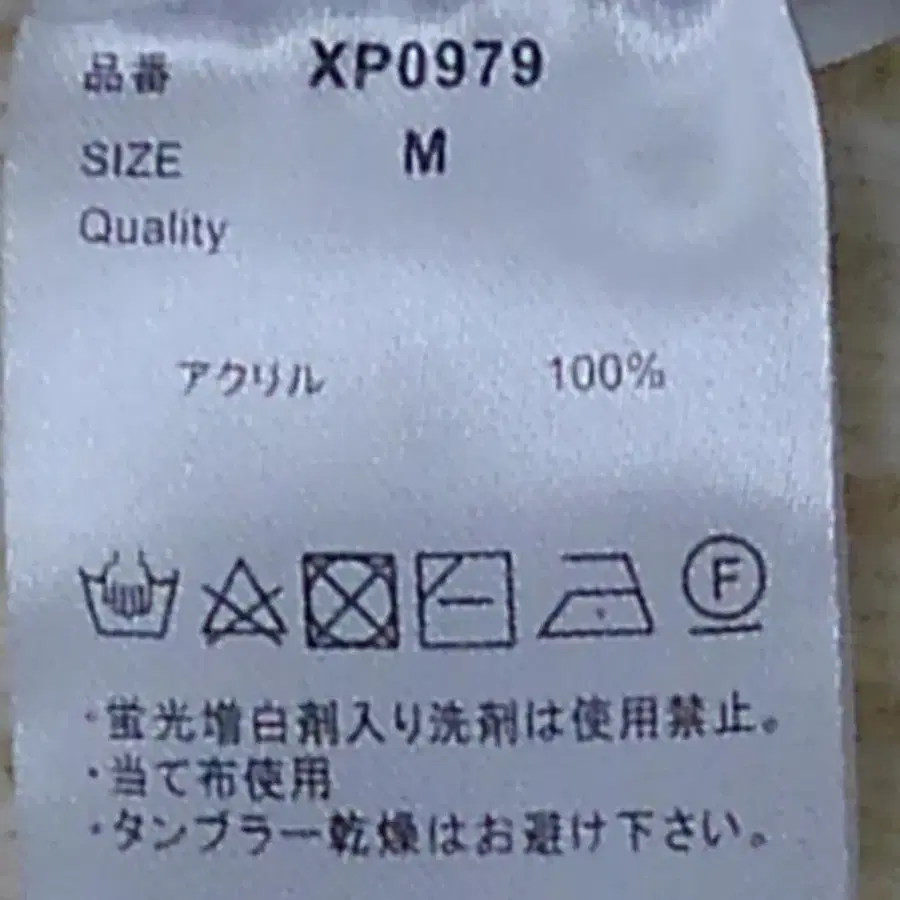 品番 XP0979
SIZE M
Quality
アクリル 100%
F
・蛍光増白剤入り洗剤は使用禁止。
・当て布使用
・タンブラー乾燥はお避け下さい。